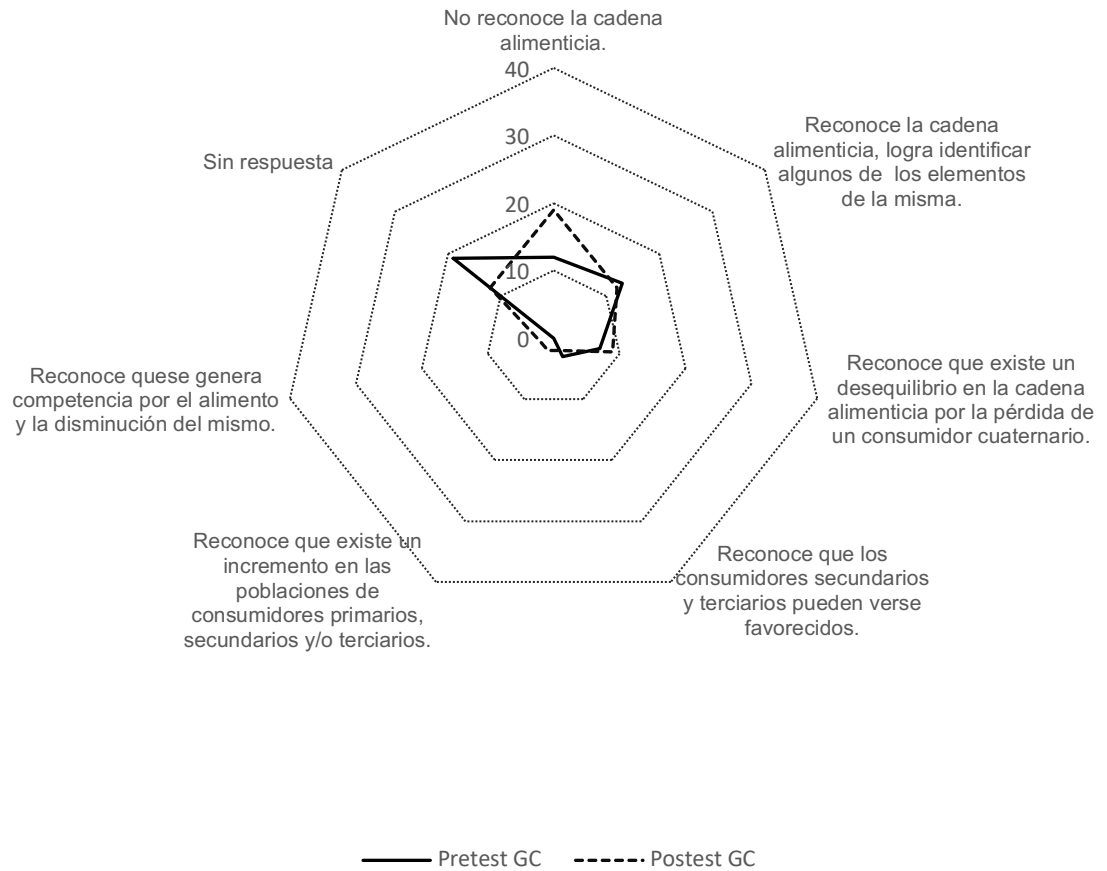 No reconoce la cadena
alimenticia.
40
30
20
10
0
Reconoce la cadena
alimenticia, logra identificar
algunos de los elementos
de la misma.
Reconoce que existe un
desequilibrio en la cadena
alimenticia por la pérdida de
un consumidor cuaternario.
Reconoce que los
consumidores secundarios
y terciarios pueden verse
favorecidos.
Reconoce que existe un
incremento en las
poblaciones de
consumidores primarios,
secundarios y/o terciarios.
Reconoce quese genera
competencia por el alimento
y la disminución del mismo.
Sin respuesta
Pretest GC
Postest GC